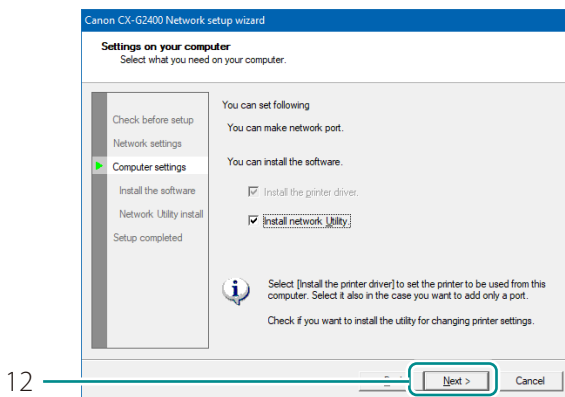 Canon CX-G2400 Network setup wizard
Settings on your computer
Select what you need on your computer.
Check before setup
Network settings
Computer settings
Install the software
Network Utility install
Setup completed
You can set following
You can make network port.
You can install the software.
Install the printer driver.
Install network Utility.
Select [Install the printer driver] to set the printer to be used from this
computer. Select it also in the case you want to add only a port.
Check if you want to install the utility for changing printer settings.
12
Next >
Cancel